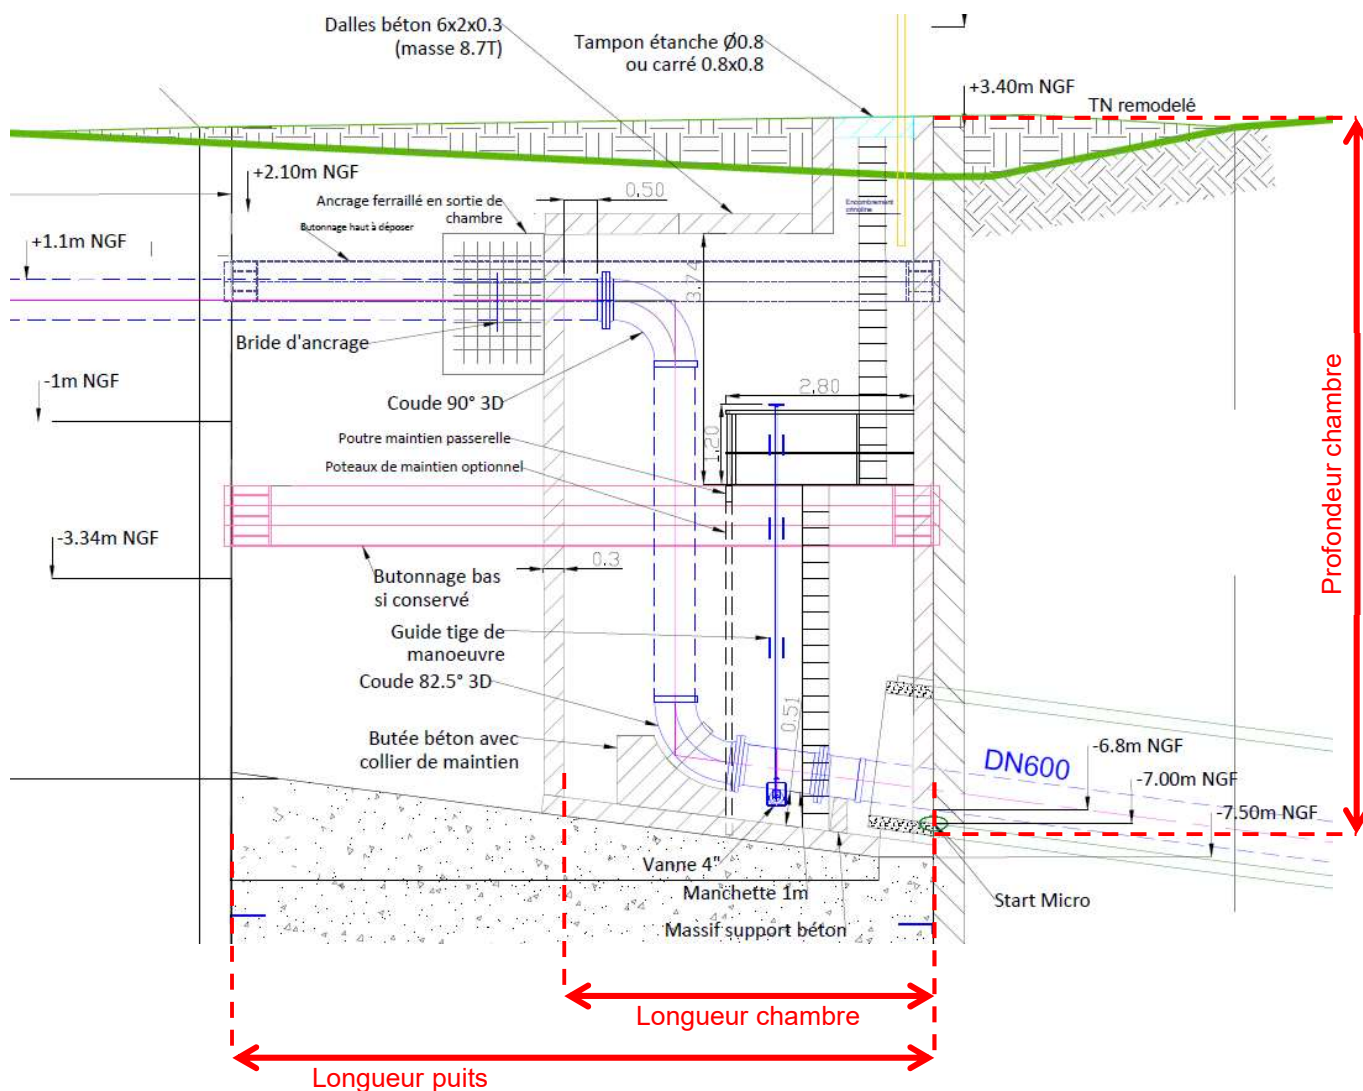 Dalles béton 6x2x0.3
(masse 8.7T)
Tampon étanche Ø0.8
ou carré 0.8x0.8
+3.40m NGF
TN remodelé
+2.10m NGF
0.50
Ancrage ferraillé en sortie de
chambre
Butonnage haut à déposer
Encombrement
crinoline
+1.1m NGF
3.74
Bride d'ancrage
-1m NGF
Coude 90° 3D
2.80
1.20
Poutre maintien passerelle
Poteaux de maintien optionnel
Profondeur chambre
-3.34m NGF
0.3
Butonnage bas
si conservé
Guide tige de
manoeuvre
Coude 82.5° 3D
0.51
Butée béton avec
collier de maintien
-6.8m NGF
DN600
-7.00m NGF
-7.50m NGF
Vanne 4"
Manchette 1m
Start Micro
Massif support béton
Longueur chambre
Longueur puits